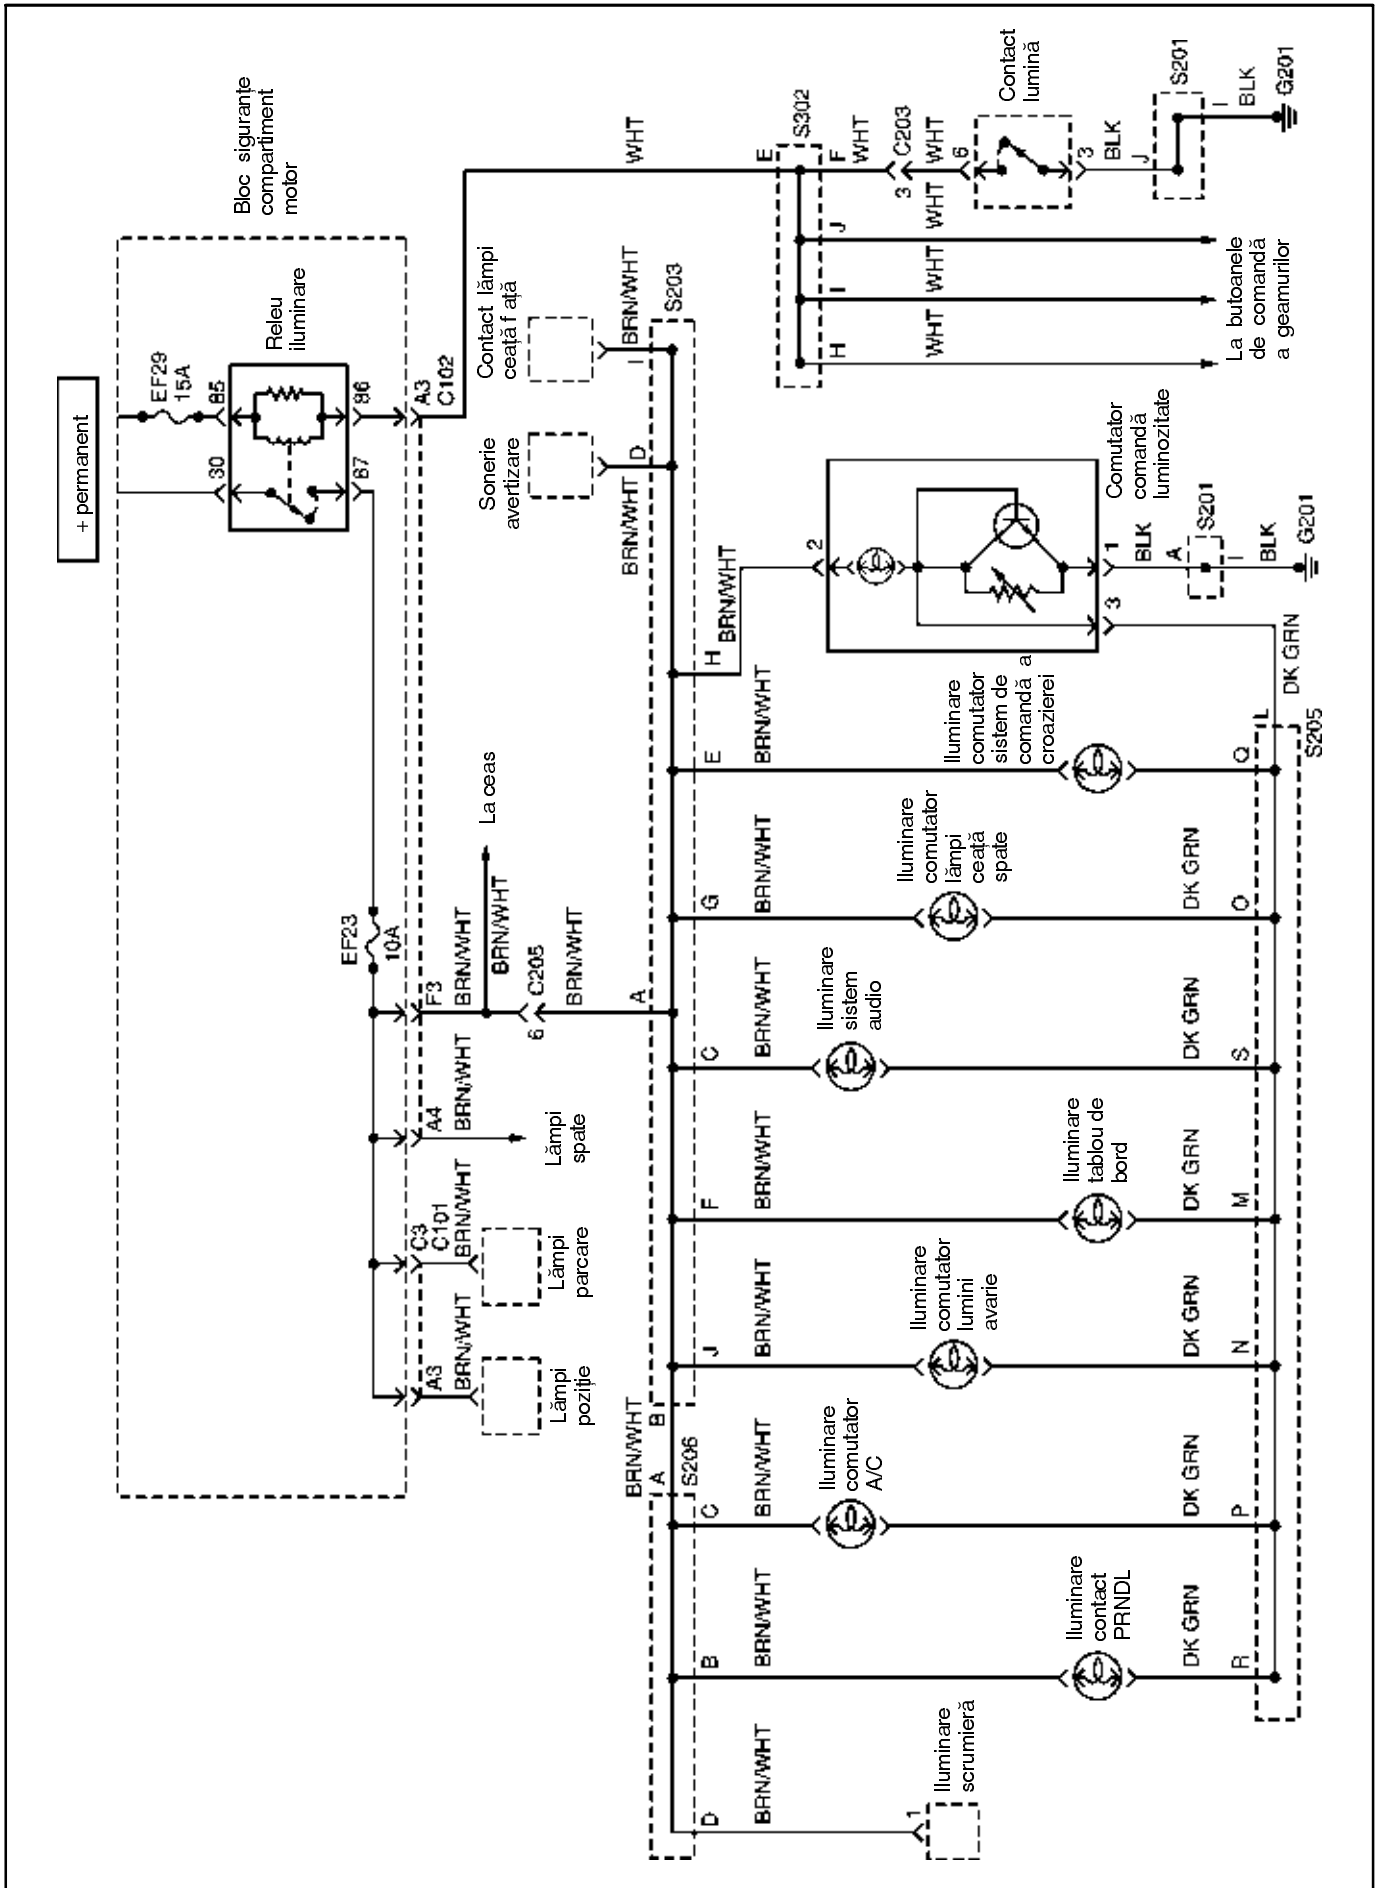 + permanent
EF29
15A
30
85
Releu
iluminare
87
86
Bloc siguranțe
compartiment
motor
EF23
10A
A3
C3
C101
A4
F3
A3
C102
BRN/WHT
BRN/WHT
BRN/WHT
BRN/WHT
BRN/WHT
La ceas
Lămpi
poziție
Lămpi
parcare
Lămpi
spate
6
C205
BRN/WHT
Sonerie
avertizare
Contact lămpi
ceață față
WHT
BRN/WHT
BRN/WHT
BRN/WHT
A
B
A
D
I
S206
S203
D
B
C
J
F
C
G
E
H
BRN/WHT
BRN/WHT
BRN/WHT
BRN/WHT
BRN/WHT
BRN/WHT
BRN/WHT
BRN/WHT
BRN/WHT
E
S302
H
I
J
F
WHT
WHT
WHT
WHT
3
C203
WHT
6
Contact
lumină
3
BLK
J
S201
I
BLK
G201
La butoanele
de comandă
a geamurilor
2
Comutator
comandă
luminozitate
3
1
BLK
A
S201
I
BLK
G201
DK GRN
1
Iluminare
scrumieră
Iluminare
contact
PRNDL
Iluminare
comutator
A/C
Iluminare
comutator
lumini
avarie
Iluminare
tablou de
bord
Iluminare
sistem
audio
Iluminare
comutator
lămpi
ceață
spate
Iluminare
comutator
sistem de
comandă a
croazierei
DK GRN
DK GRN
DK GRN
DK GRN
DK GRN
DK GRN
R
P
N
M
S
O
Q
L
S205